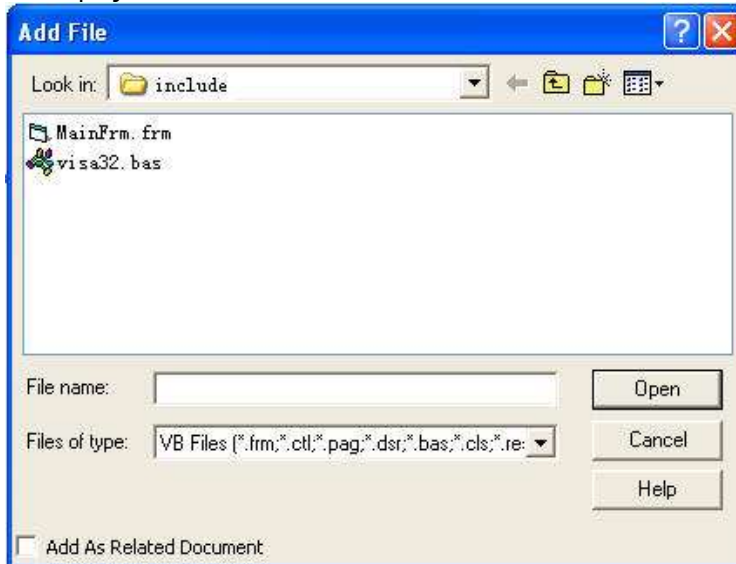 Add File
Look in: include
MainFrm.frm
visa32.bas
File name: Open
Files of type: VB Files (*.frm;*.ctl;*.pag;*.dsr;*.bas;*.cls;*.re: Cancel
Help
Add As Related Document